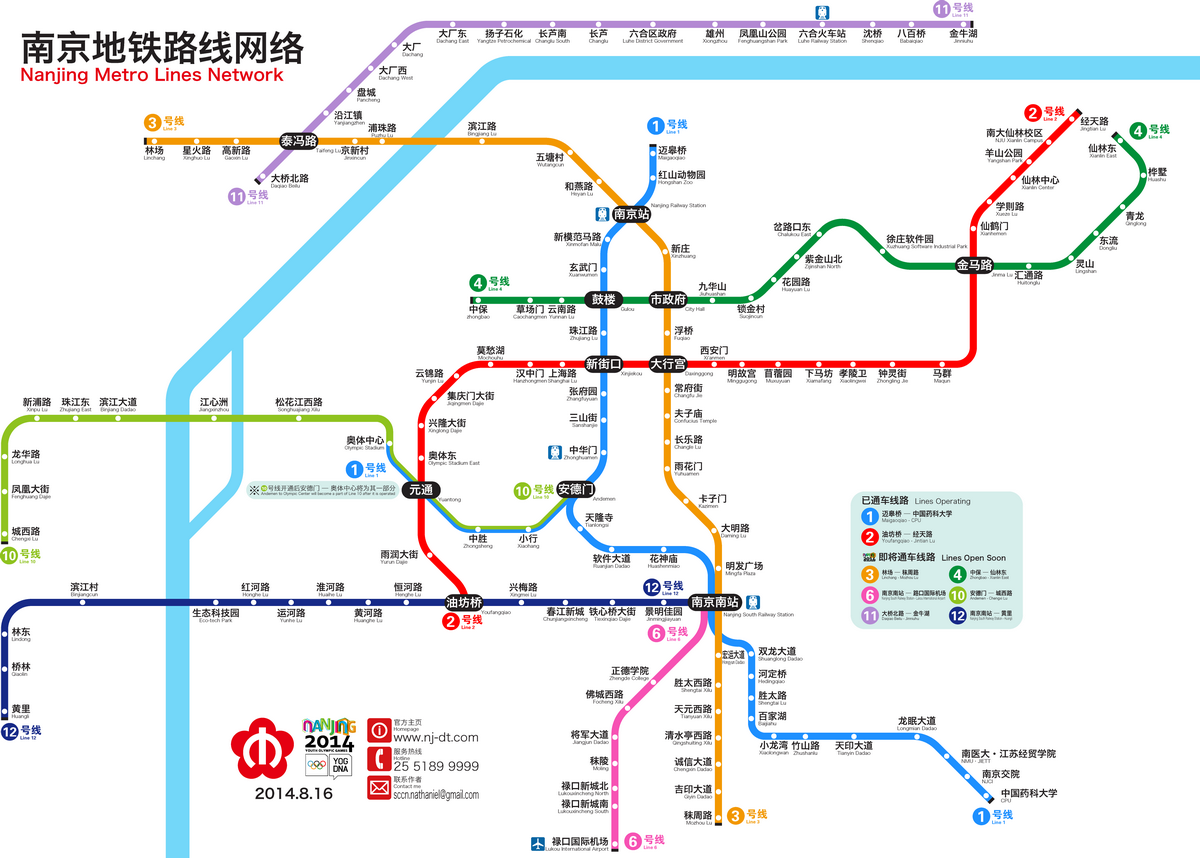 南京地铁路线网络
Nanjing Metro Lines Network
11 号线
Line 11
大厂东
Dachang East
扬子石化
Yangtze Petrochemical
长芦南
Changlu South
长芦
Changlu
六合区政府
Luhe District Government
雄州
Xiongzhou
凤凰山公园
Fenghuangshan Park
六合火车站
Luhe Railway Station
沈桥
Shenqiao
八百桥
Babaiqiao
金牛湖
Jinniuhu
大厂
Dachang
大厂西
Dachang West
盘城
Pancheng
沿江镇
Yanjiangzhen
泰冯路
Taifeng Lu
大桥北路
Daqiao Beilu
11 号线
Line 11
3 号线
Line 3
林场
Linchang
星火路
Xinghuo Lu
高新路
Gaoxin Lu
京新村
Jinxincun
浦珠路
Puzhu Lu
滨江路
Binjiang Lu
五塘村
Wutangcun
和燕路
Heyan Lu
1 号线
Line 1
迈皋桥
Maigaoqiao
红山动物园
Hongshan Zoo
南京站
Nanjing Railway Station
新模范马路
Xinmofan Malu
玄武门
Xuanwumen
新庄
Xinzhuang
2 号线
Line 2
经天路
Jingtian Lu
南大仙林校区
NJU Xianlin Campus
羊山公园
Yangshan Park
仙林中心
Xianlin Center
学则路
Xueze Lu
仙鹤门
Xianhemen
金马路
Jinma Lu
4 号线
Line 4
仙林东
Xianlin East
桦墅
Huashu
青龙
Qinglong
东流
Dongliu
灵山
Lingshan
汇通路
Huitonglu
徐庄软件园
Xuzhuang Software Industrial Park
岔路口东
Chalukou East
紫金山北
Zijinshan North
花园路
Huayuan Lu
锁金村
Suojincun
九华山
Jiuhuashan
市政府
City Hall
鼓楼
Gulou
云南路
Yunnan Lu
草场门
Caochangmen
中保
zhongbao
4 号线
Line 4
珠江路
Zhujiang Lu
浮桥
Fuqiao
新街口
Xinjiekou
大行宫
Daxinggong
西安门
Xi'anmen
明故宫
Minggugong
苜蓿园
Muxuyuan
下马坊
Xiamafang
孝陵卫
Xiaolingwei
钟灵街
Zhongling Jie
马群
Maqun
莫愁湖
Mochouhu
汉中门
Hanzhongmen
上海路
Shanghai Lu
云锦路
Yunjin Lu
集庆门大街
Jiqingmen Dajie
兴隆大街
Xinglong Dajie
奥体东
Olympic Stadium East
元通
Yuantong
雨润大街
Yurun Dajie
油坊桥
Youfangqiao
2 号线
Line 2
张府园
Zhangfuyuan
三山街
Sanshanjie
中华门
Zhonghuamen
安德门
Andemen
10 号线
Line 10
常府街
Changfu Jie
夫子庙
Confucius Temple
长乐路
Changle Lu
雨花门
Yuhuamen
卡子门
Kazimen
大明路
Daming Lu
明发广场
Mingfa Plaza
新浦路
Xinpu Lu
珠江东
Zhujiang East
滨江大道
Binjiang Dadao
江心洲
Jiangxinzhou
松花江西路
Songhuajiang Xilu
奥体中心
Olympic Stadium
1 号线
Line 1
※ 10号线开通后安德门 — 奥体中心将为其一部分
Andemen to Olympic Center will become a part of Line 10 after it is operated
龙华路
Longhua Lu
凤凰大街
Fenghuang Dajie
城西路
Chengxi Lu
10 号线
Line 10
中胜
Zhongsheng
小行
Xiaohang
天隆寺
Tianlongsi
软件大道
Ruanjian Dadao
花神庙
Huashenmiao
12 号线
Line 12
南京南站
Nanjing South Railway Station
滨江村
Binjiangcun
生态科技园
Eco-tech Park
红河路
Honghe Lu
运河路
Yunhe Lu
淮河路
Huaihe Lu
黄河路
Huanghe Lu
恒河路
Henghe Lu
兴梅路
Xingmei Lu
春江新城
Chunjiangxincheng
铁心桥大街
Tiexinqiao Dajie
景明佳园
Jinmingjiayuan
林东
Lindong
桥林
Qiaolin
黄里
Huangli
12 号线
Line 12
6 号线
Line 6
正德学院
Zhengde College
佛城西路
Focheng Xilu
将军大道
Jiangjun Dadao
秣陵
Moling
禄口新城北
Lukouxincheng North
禄口新城南
Lukouxincheng South
禄口国际机场
Lukou International Airport
6 号线
Line 6
宏运大道
胜太西路
Shengtai Xilu
天元西路
Tianyuan Xilu
清水亭西路
Qingshuiting Xilu
诚信大道
Chengxin Dadao
吉印大道
Giyin Dadao
秣周路
Mozhou Lu
3 号线
双龙大道
Shuanglong Dadao
河定桥
Hedingqiao
胜太路
Shengtai Lu
百家湖
Baijiahu
小龙湾
Xiaolongwan
竹山路
Zhushanlu
天印大道
Tianyin Dadao
龙眠大道
Longmian Dadao
南医大·江苏经贸学院
NMU · JIETT
南京交院
NJCI
中国药科大学
CPU
1 号线
Line 1
已通车线路 Lines Operating
1 迈皋桥 — 中国药科大学
Maigaoqiao - CPU
2 油坊桥 — 经天路
Youfangqiao - Jintian Lu
即将通车线路 Lines Open Soon
3 林场 — 秣周路
Linchang - Mozhou Lu
4 中保 — 仙林东
Zhongbao - Xianlin East
6 南京南站 — 禄口国际机场
10 安德门 — 城西路
Andemen - Chengxi Lu
11 大桥北路 — 金牛湖
Daqiao Beilu - Jinniuhu
12 南京南站 — 黄里
NANJING
2014
YOUTH OLYMPIC GAMES
YOG
DNA
2014.8.16
官方主页
Homepage
www.nj-dt.com
服务热线
Hotline
25 5189 9999
联系作者
Contact me
sccn.nathaniel@gmail.com